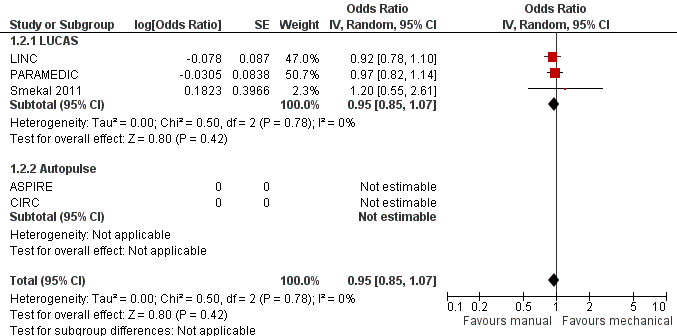 Odds Ratio Odds Ratio
Study or Subgroup log[Odds Ratio] SE Weight IV, Random, 95% CI IV, Random, 95% CI
1.2.1 LUCAS
LINC -0.078 0.087 47.0% 0.92 [0.78, 1.10]
PARAMEDIC -0.0305 0.0838 50.7% 0.97 [0.82, 1.14]
Smekal 2011 0.1823 0.3966 2.3% 1.20 [0.55, 2.61]
Subtotal (95% CI) 100.0% 0.95 [0.85, 1.07]
Heterogeneity: Tau² = 0.00; Chi² = 0.50, df = 2 (P = 0.78); I² = 0%
Test for overall effect: Z = 0.80 (P = 0.42)
1.2.2 Autopulse
ASPIRE 0 0 Not estimable
CIRC 0 0 Not estimable
Subtotal (95% CI) Not estimable
Heterogeneity: Not applicable
Test for overall effect: Not applicable
Total (95% CI) 100.0% 0.95 [0.85, 1.07]
Heterogeneity: Tau² = 0.00; Chi² = 0.50, df = 2 (P = 0.78); I² = 0%
Test for overall effect: Z = 0.80 (P = 0.42)
Test for subgroup differences: Not applicable
0.1 0.2 0.5 1 2 5 10
Favours manual Favours mechanical